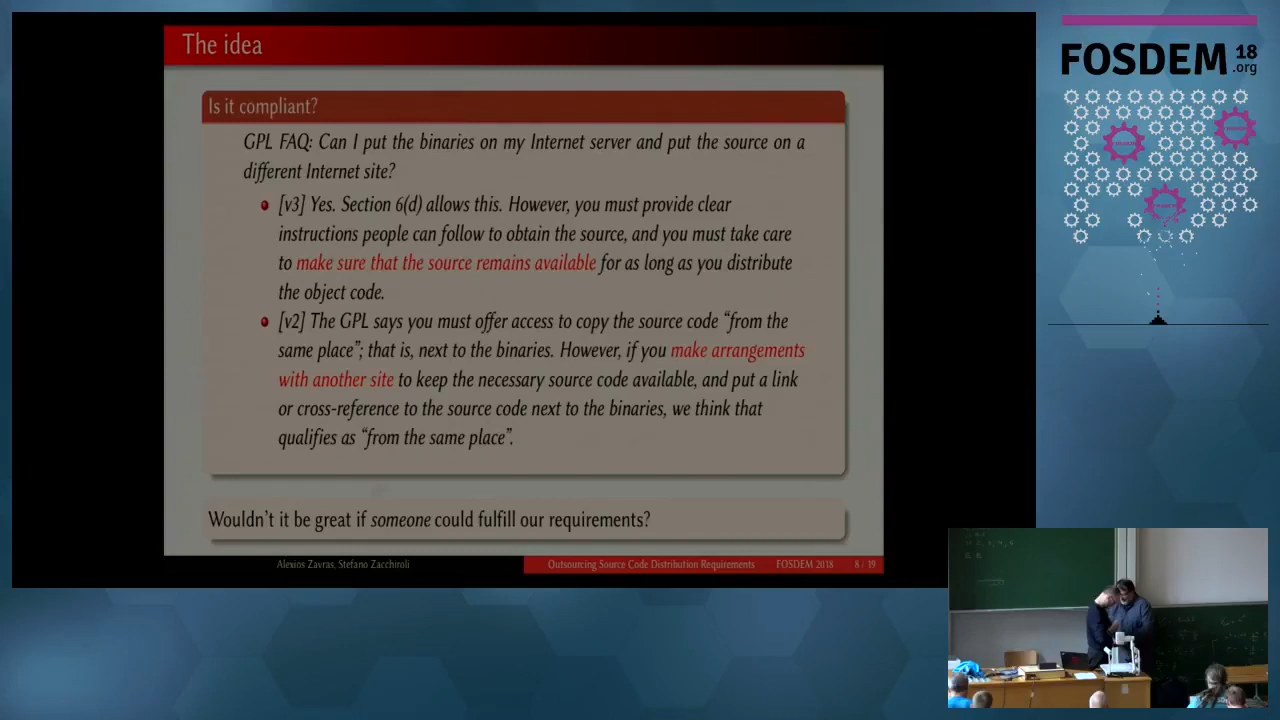 The idea
Is it compliant?
GPL FAQ: Can I put the binaries on my Internet server and put the source on a
different Internet site?
[v3] Yes. Section 6(d) allows this. However, you must provide clear
instructions people can follow to obtain the source, and you must take care
to make sure that the source remains available for as long as you distribute
the object code.
[v2] The GPL says you must offer access to copy the source code “from the
same place”; that is, next to the binaries. However, if you make arrangements
with another site to keep the necessary source code available, and put a link
or cross-reference to the source code next to the binaries, we think that
qualifies as “from the same place”.
Wouldn't it be great if someone could fulfill our requirements?
Alexios Zavras, Stefano Zacchiroli
Outsourcing Source Code Distribution Requirements
FOSDEM 2018
8 / 19
FOSDEM 18
.org